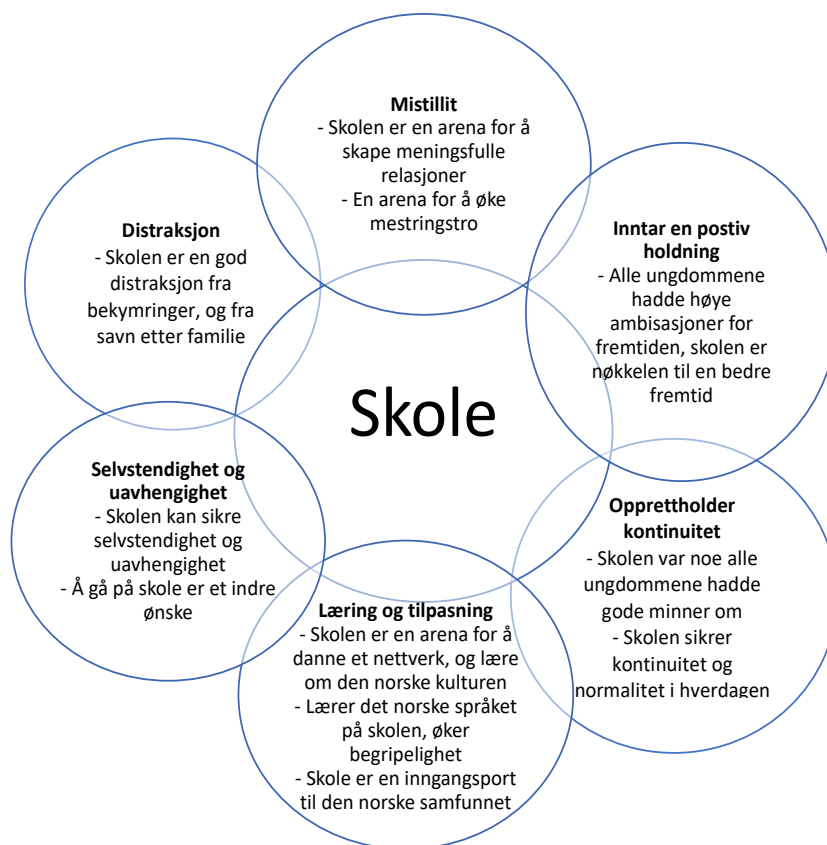 Mistillit
- Skolen er en arena for å
skape meningsfulle
relasjoner
- En arena for å øke
mestringstro
Inntar en postiv
holdning
- Alle ungdommene
hadde høye
ambisasjoner for
fremtiden, skolen er
nøkkelen til en bedre
fremtid
Distraksjon
- Skolen er en god
distraksjon fra
bekymringer, og fra
savn etter familie
Skole
Selvstendighet og
uavhengighet
- Skolen kan sikre
selvstendighet og
uavhengighet
- Å gå på skole er et indre
ønske
Opprettholder
kontinuitet
- Skolen var noe alle
ungdommene hadde
gode minner om
- Skolen sikrer
kontinuitet og
normalitet i hverdagen
Læring og tilpasning
- Skolen er en arena for å
danne et nettverk, og lære
om den norske kulturen
- Lærer det norske språket
på skolen, øker
begripelighet
- Skole er en inngangsport
til den norske samfunnet